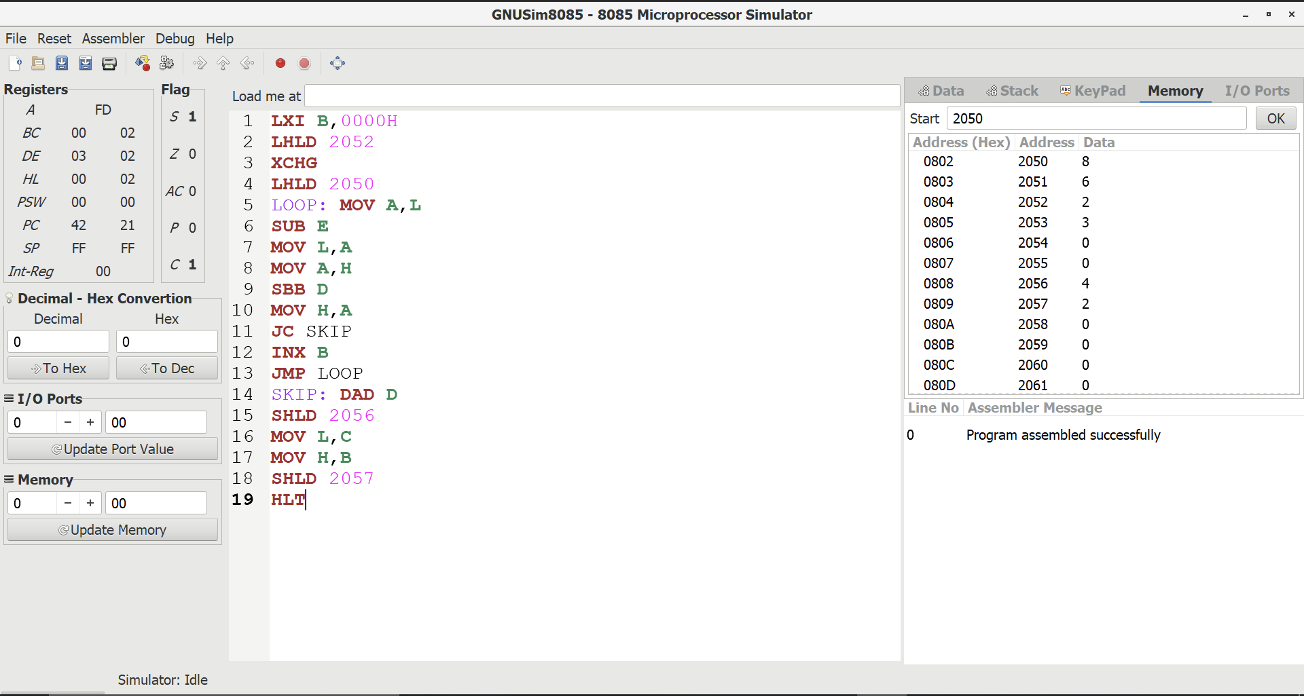 GNUSim8085 - 8085 Microprocessor Simulator
File Reset Assembler Debug Help
Registers
A FD
BC 00 02
DE 03 02
HL 00 02
PSW 00 00
PC 42 21
SP FF FF
Int-Reg 00
Flag
S 1
Z 0
AC 0
P 0
C 1
Decimal - Hex Convertion
Decimal Hex
0 0
To Hex To Dec
I/O Ports
0 - + 00
Update Port Value
Memory
0 - + 00
Update Memory
Load me at
1 LXI B,0000H
2 LHLD 2052
3 XCHG
4 LHLD 2050
5 LOOP: MOV A,L
6 SUB E
7 MOV L,A
8 MOV A,H
9 SBB D
10 MOV H,A
11 JC SKIP
12 INX B
13 JMP LOOP
14 SKIP: DAD D
15 SHLD 2056
16 MOV L,C
17 MOV H,B
18 SHLD 2057
19 HLT
Data Stack KeyPad Memory I/O Ports
Start 2050 OK
Address (Hex) Address Data
0802 2050 8
0803 2051 6
0804 2052 2
0805 2053 3
0806 2054 0
0807 2055 0
0808 2056 4
0809 2057 2
080A 2058 0
080B 2059 0
080C 2060 0
080D 2061 0
Line No Assembler Message
0 Program assembled successfully
Simulator: Idle